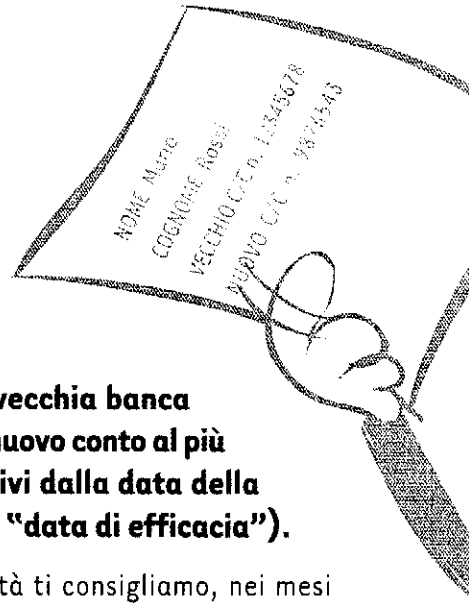 NOME Mario
COGNOME Rossi
VECCHIO C/C n. 12345678
NUOVO C/C n. 9876543
vecchia banca
nuovo conto al più
ivi dalla data della
"data di efficacia").
tà ti consigliamo, nei mesi